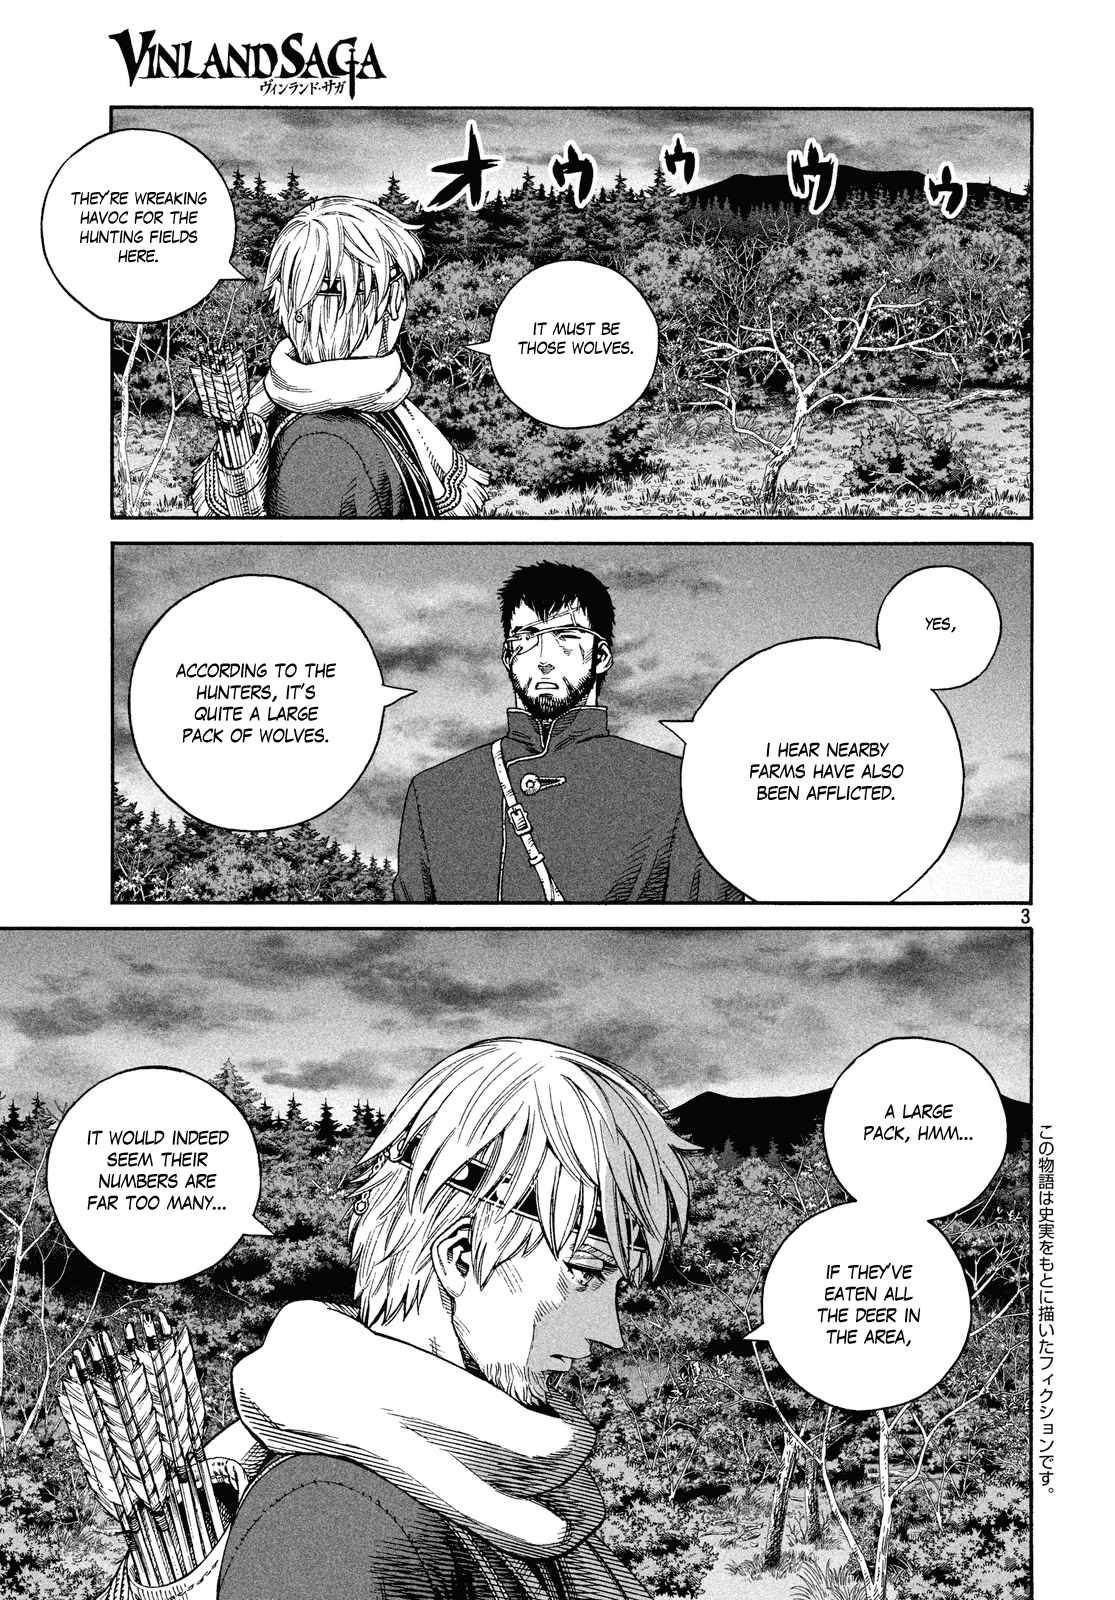 VINLAND SAGA
ヴィンランド・サガ
オウゥウゥ
IT MUST BE
THOSE WOLVES.
THEY'RE WREAKING
HAVOC FOR THE
HUNTING FIELDS
HERE.
YES,
I HEAR NEARBY
FARMS HAVE ALSO
BEEN AFFLICTED.
ACCORDING TO THE
HUNTERS, IT'S
QUITE A LARGE
PACK OF WOLVES.
3
A LARGE
PACK, HMM...
IF THEY'VE
EATEN ALL
THE DEER IN
THE AREA,
IT WOULD INDEED
SEEM THEIR
NUMBERS ARE
FAR TOO MANY...
この物語は史実をもとに描いたフィクションです。